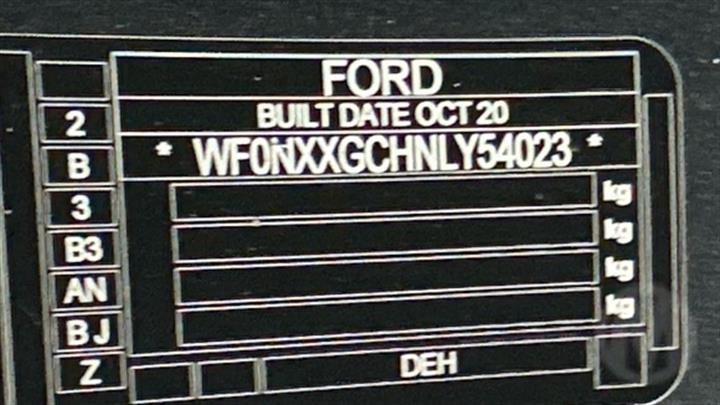 FORD
BUILT DATE OCT 20
* WF0NXXGCHNLY54023 *
2
B
3
B3
AN
BJ
Z
kg
kg
kg
kg
DEH